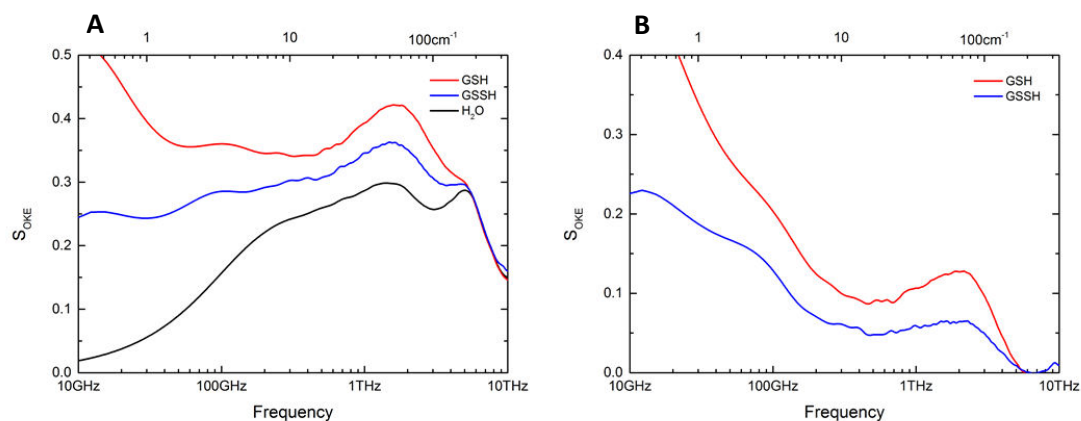 A
1 10 100cm⁻¹
0.5
0.4
0.3
0.2
0.1
0.0
S_OKE
GSH
GSSH
H₂O
10GHz 100GHz 1THz 10THz
Frequency
B
1 10 100cm⁻¹
0.4
0.3
0.2
0.1
0.0
S_OKE
GSH
GSSH
10GHz 100GHz 1THz 10THz
Frequency